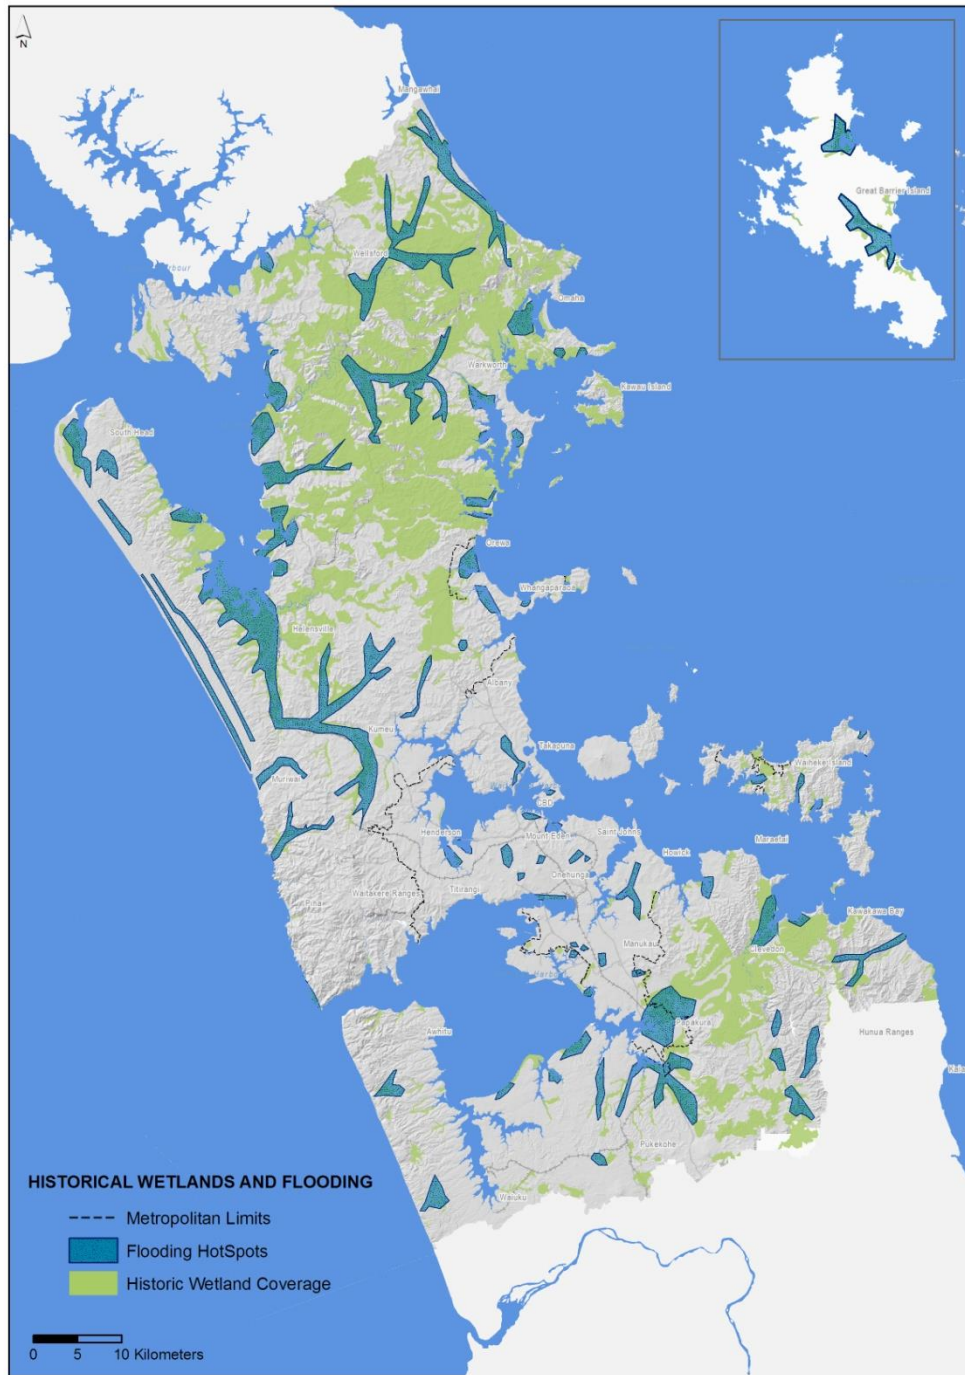 N
Mangawhai
Great Barrier Island
Wellsford
Omaha
Warkworth
Kawau Island
South Head
Orewa
Whangaparaoa
Helensville
Albany
Kumeu
Takapuna
Waiheke Island
Muriwai
CBD
Henderson
Mount Eden
Saint Johns
Maraetai
Howick
Onehunga
Titirangi
Waitakere Ranges
Piha
Kawakawa Bay
Manukau
Clevedon
Papakura
Hunua Ranges
Awhitu
Pukekohe
Waiuku
HISTORICAL WETLANDS AND FLOODING
Metropolitan Limits
Flooding HotSpots
Historic Wetland Coverage
0 5 10 Kilometers